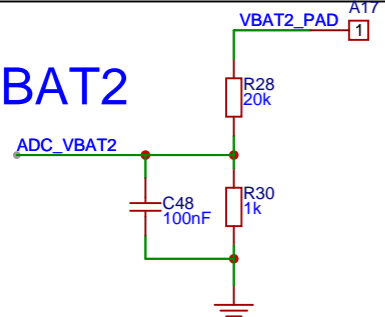 A17
VBAT2_PAD
1
BAT2
R28
20k
ADC_VBAT2
C48
100nF
R30
1k